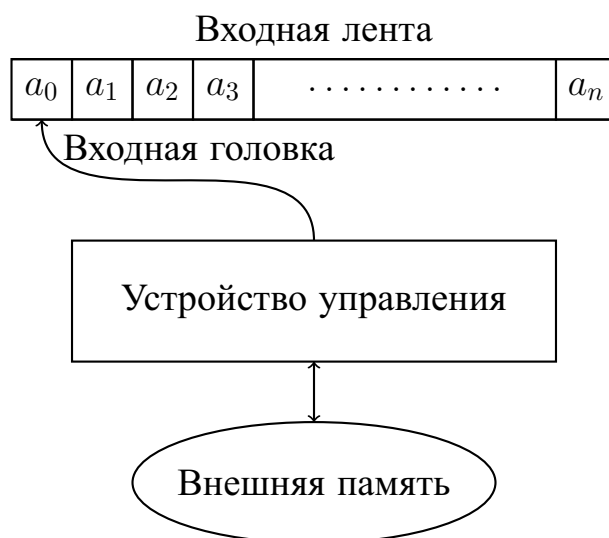 Входная лента
a₀ a₁ a₂ a₃ ············ aₙ
Входная головка
Устройство управления
Внешняя память